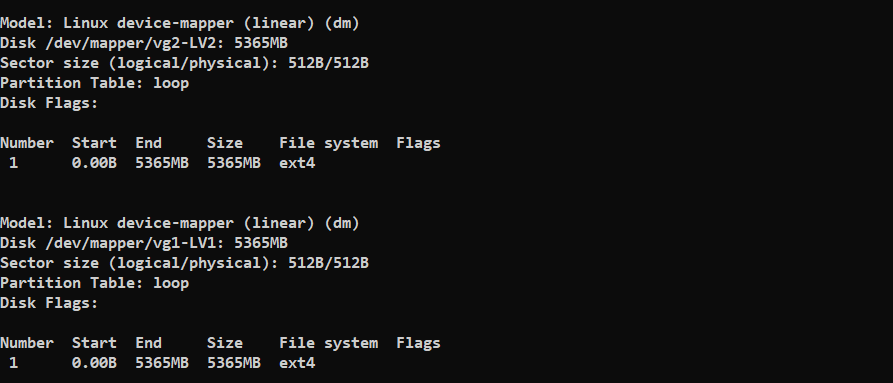 Model: Linux device-mapper (linear) (dm)
Disk /dev/mapper/vg2-LV2: 5365MB
Sector size (logical/physical): 512B/512B
Partition Table: loop
Disk Flags:
Number  Start  End     Size    File system  Flags
 1      0.00B  5365MB  5365MB  ext4
Model: Linux device-mapper (linear) (dm)
Disk /dev/mapper/vg1-LV1: 5365MB
Sector size (logical/physical): 512B/512B
Partition Table: loop
Disk Flags:
Number  Start  End     Size    File system  Flags
 1      0.00B  5365MB  5365MB  ext4